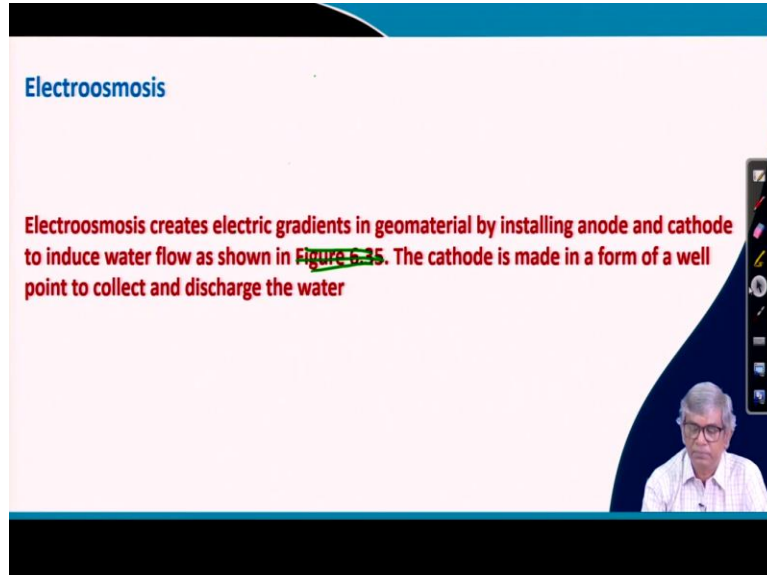 Electroosmosis
Electroosmosis creates electric gradients in geomaterial by installing anode and cathode
to induce water flow as shown in Figure 6.35. The cathode is made in a form of a well
point to collect and discharge the water